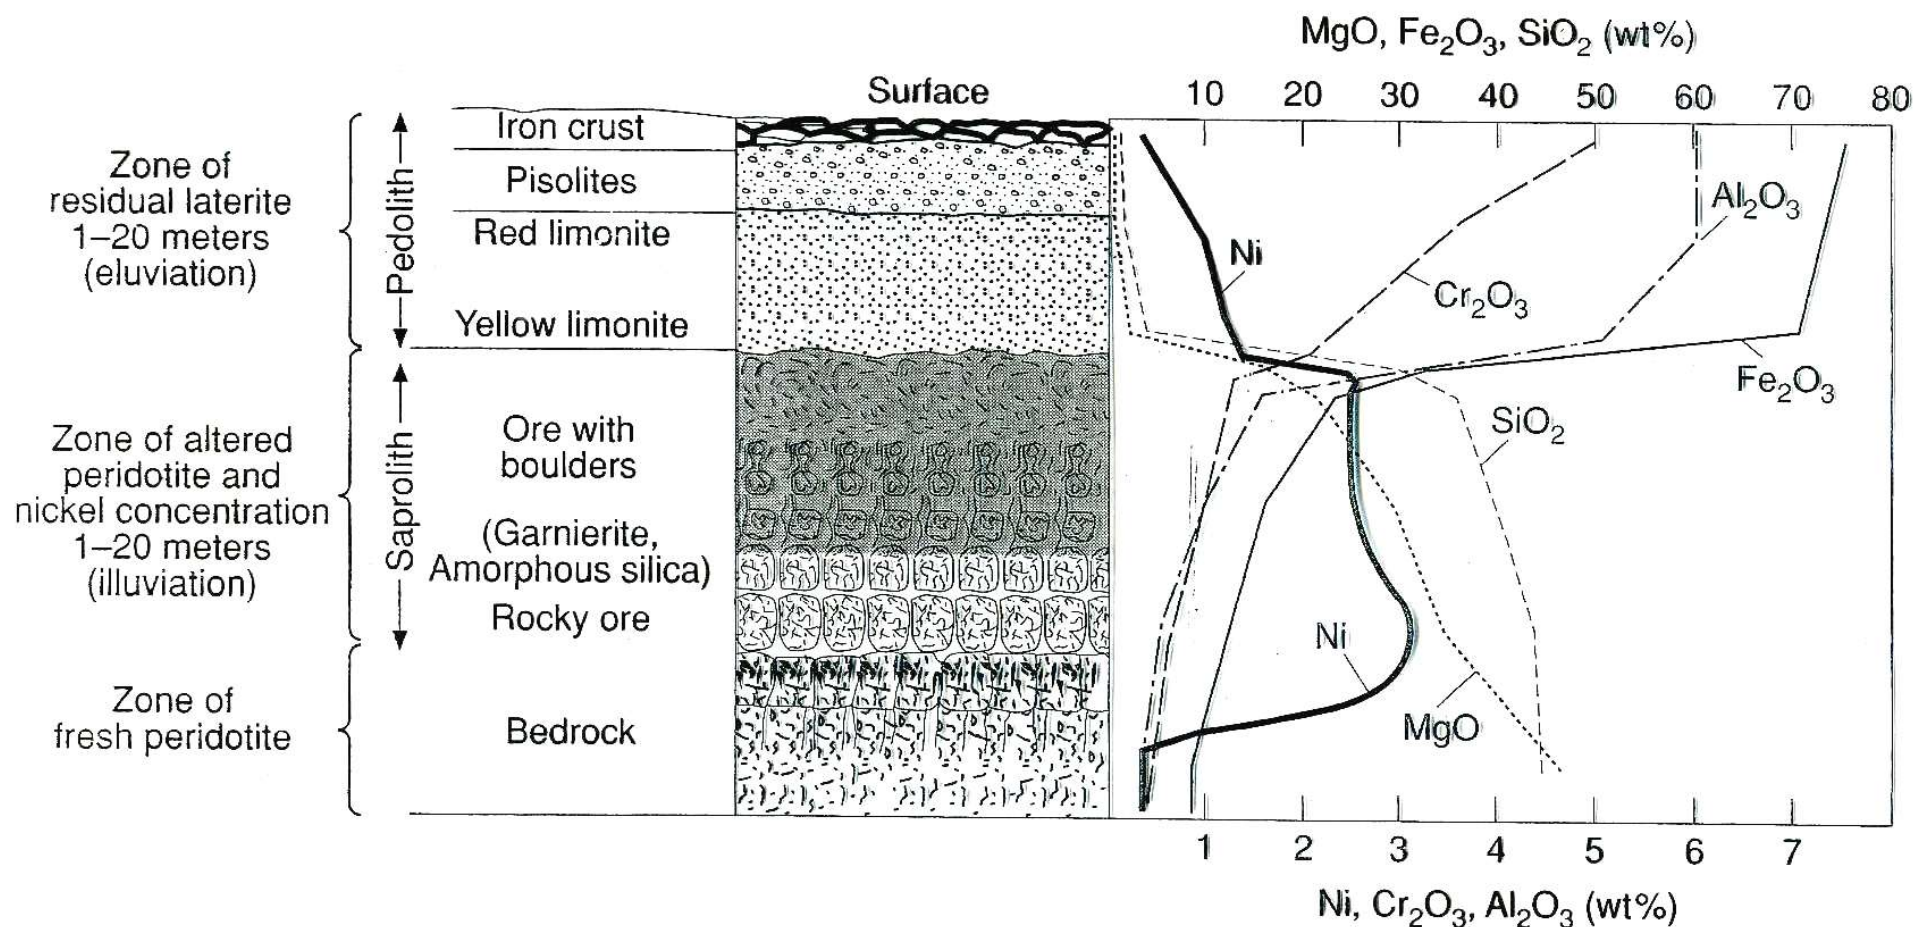 MgO, Fe₂O₃, SiO₂ (wt%)
10 20 30 40 50 60 70 80
Surface
Zone of
residual laterite
1–20 meters
(eluviation)
Pedolith
Iron crust
Pisolites
Red limonite
Yellow limonite
Zone of altered
peridotite and
nickel concentration
1–20 meters
(illuviation)
Saprolith
Ore with
boulders
(Garnierite,
Amorphous silica)
Rocky ore
Zone of
fresh peridotite
Bedrock
Ni
Cr₂O₃
Al₂O₃
Fe₂O₃
SiO₂
Ni
MgO
1 2 3 4 5 6 7
Ni, Cr₂O₃, Al₂O₃ (wt%)